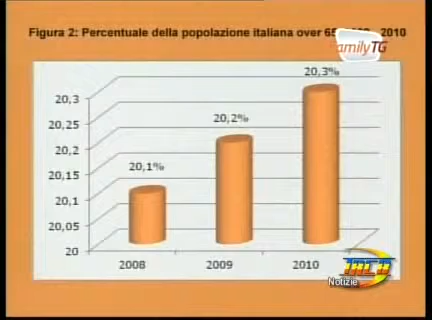 Figura 2: Percentuale della popolazione italiana over 65 - 2010
FamilyTG
20,3%
20,3
20,2%
20,25
20,2
20,1%
20,15
20,1
20,05
20
2008 2009 2010
Notizie